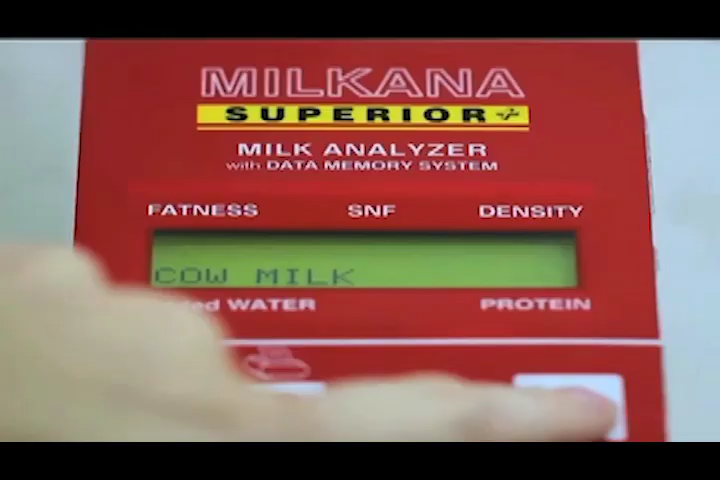 MILKANA
SUPERIOR+
MILK ANALYZER
with DATA MEMORY SYSTEM
FATNESS SNF DENSITY
COW MILK
WATER PROTEIN